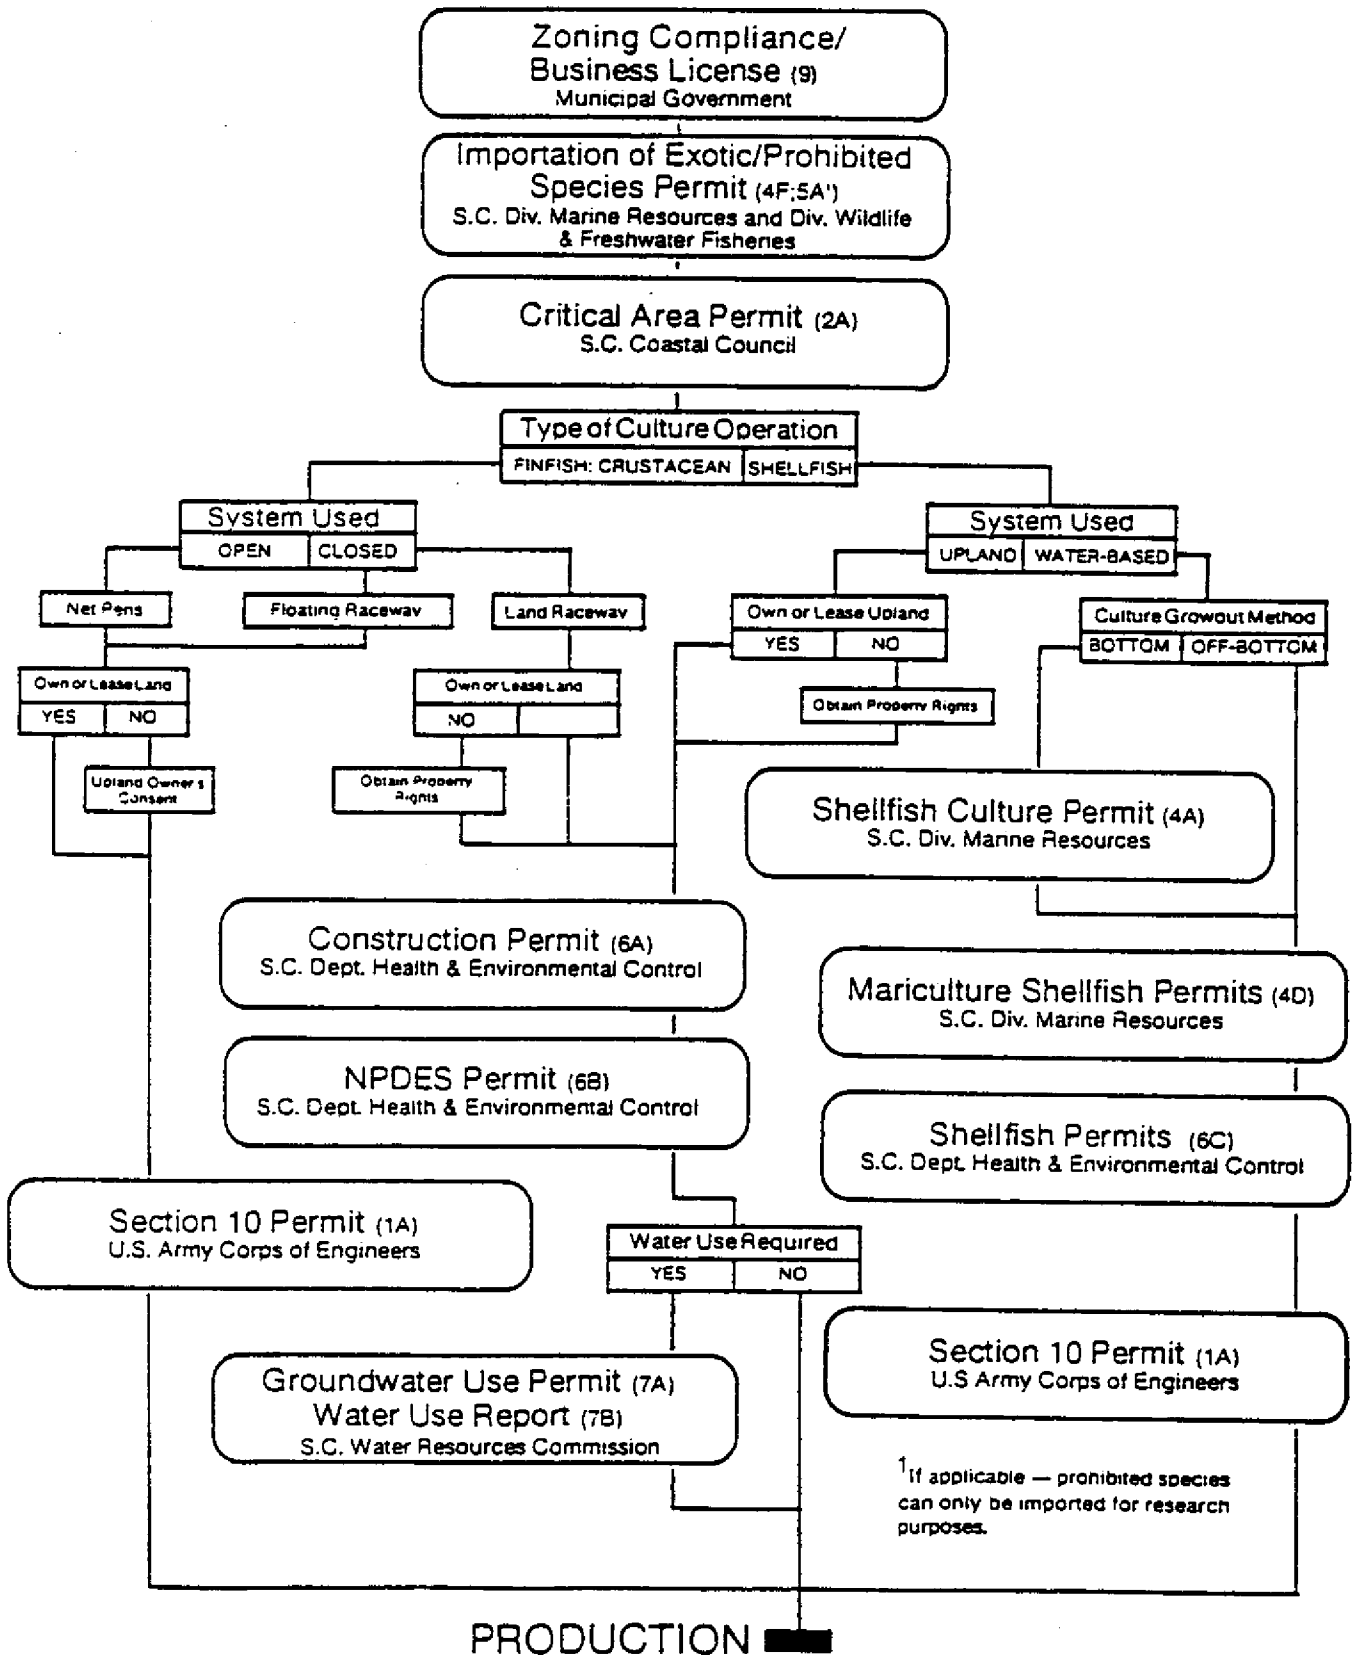 Zoning Compliance/
Business License (9)
Municipal Government
Importation of Exotic/Prohibited
Species Permit (4F;5A¹)
S.C. Div. Marine Resources and Div. Wildlife
& Freshwater Fisheries
Critical Area Permit (2A)
S.C. Coastal Council
Type of Culture Operation
FINFISH: CRUSTACEAN SHELLFISH
System Used
OPEN CLOSED
System Used
UPLAND WATER-BASED
Net Pens
Floating Raceway
Land Raceway
Own or Lease Upland
YES NO
Culture Growout Method
BOTTOM OFF-BOTTOM
Own or Lease Land
YES NO
Own or Lease Land
NO
Obtain Property Rights
Upland Owner's
Consent
Obtain Property
Rights
Shellfish Culture Permit (4A)
S.C. Div. Marine Resources
Construction Permit (6A)
S.C. Dept. Health & Environmental Control
Mariculture Shellfish Permits (4D)
S.C. Div. Marine Resources
NPDES Permit (6B)
S.C. Dept. Health & Environmental Control
Shellfish Permits (6C)
S.C. Dept. Health & Environmental Control
Section 10 Permit (1A)
U.S. Army Corps of Engineers
Water Use Required
YES NO
Section 10 Permit (1A)
U.S Army Corps of Engineers
Groundwater Use Permit (7A)
Water Use Report (7B)
S.C. Water Resources Commission
¹If applicable — prohibited species
can only be imported for research
purposes.
PRODUCTION